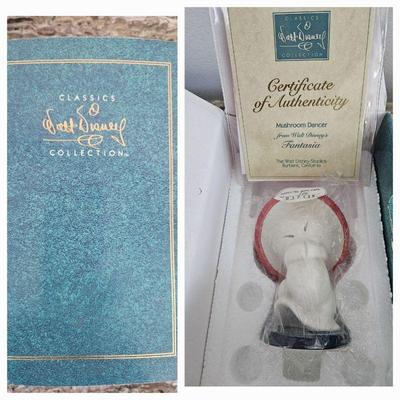 CLASSICS
Walt Disney
COLLECTION™
CLASSICS
Walt Disney
COLLECTION
Certificate
of Authenticity
Mushroom Dancer
from Walt Disney's
Fantasia
The Walt Disney Studios
Burbank, California